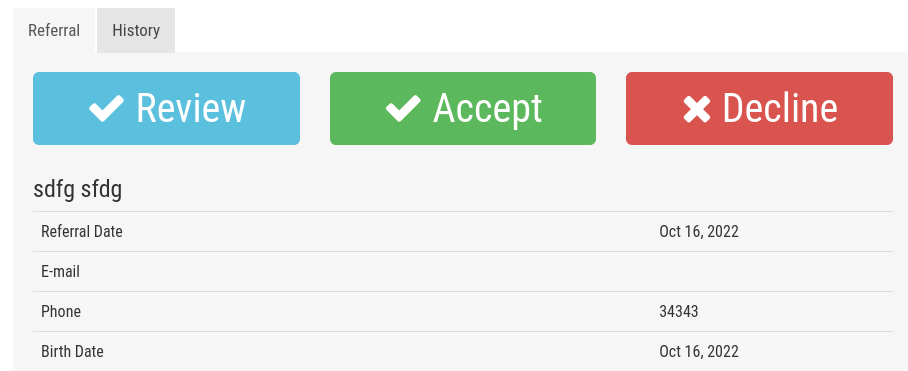 Referral History
Review Accept Decline
sdfg sfdg
Referral Date Oct 16, 2022
E-mail
Phone 34343
Birth Date Oct 16, 2022